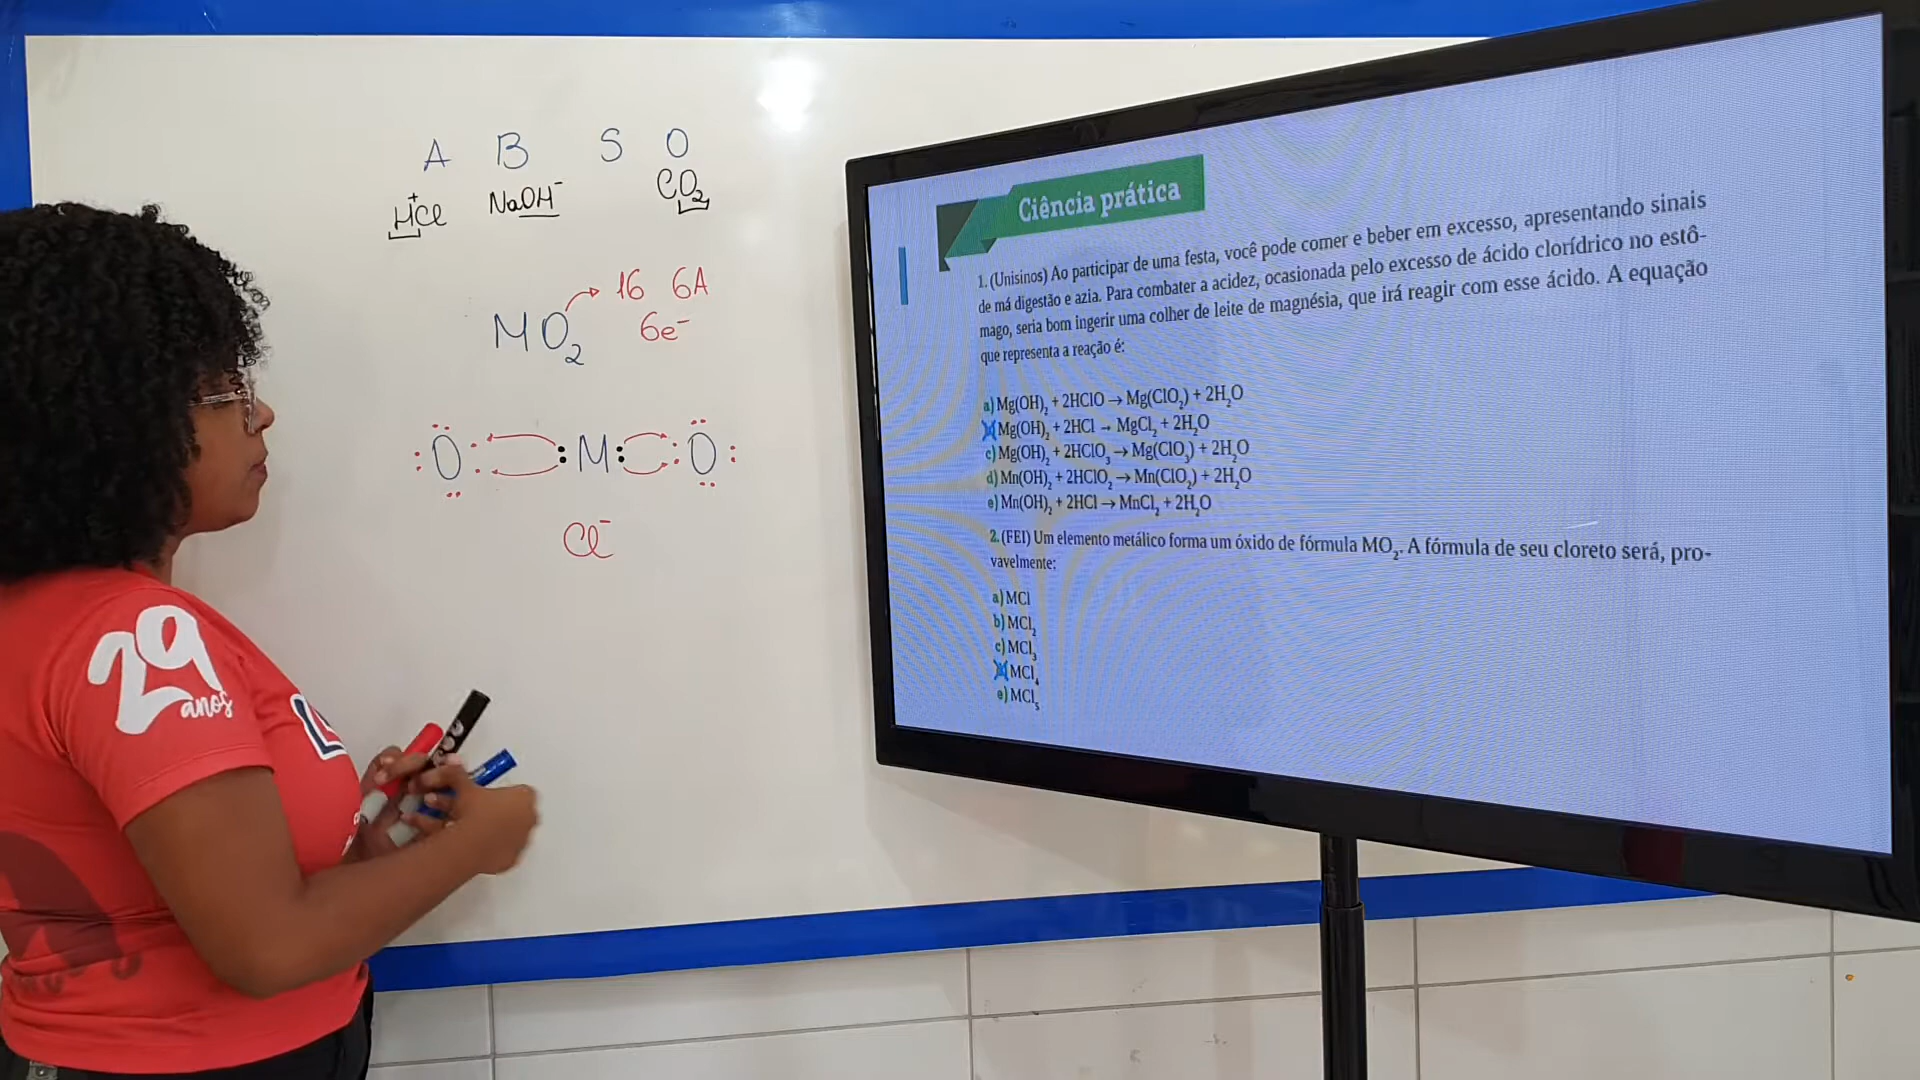 A B S O
H⁺Cl NaOH⁻ CO₂
MO₂ → 16 6A
6e⁻
:O: :M: :O:
Cl⁻
29
anos
Ciência prática
1. (Unisinos) Ao participar de uma festa, você pode comer e beber em excesso, apresentando sinais
de má digestão e azia. Para combater a acidez, ocasionada pelo excesso de ácido clorídrico no estô-
mago, seria bom ingerir uma colher de leite de magnésia, que irá reagir com esse ácido. A equação
que representa a reação é:
a) Mg(OH)₂ + 2HClO → Mg(ClO₂) + 2H₂O
Mg(OH)₂ + 2HCl → MgCl₂ + 2H₂O
c) Mg(OH)₂ + 2HClO₃ → Mg(ClO₃) + 2H₂O
d) Mn(OH)₂ + 2HClO₂ → Mn(ClO₂) + 2H₂O
e) Mn(OH)₂ + 2HCl → MnCl₂ + 2H₂O
2. (FEI) Um elemento metálico forma um óxido de fórmula MO₂. A fórmula de seu cloreto será, pro-
vavelmente:
a) MCl
b) MCl₂
c) MCl₃
MCl₄
e) MCl₅